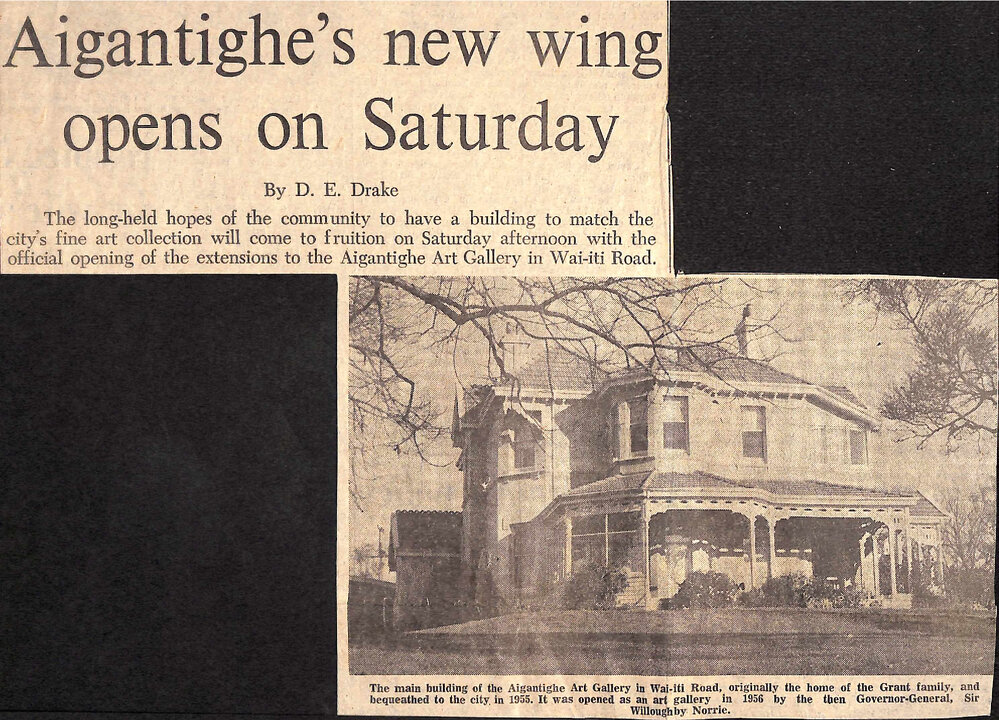 Aigantighe's new wing
opens on Saturday
By D. E. Drake
The long-held hopes of the community to have a building to match the
city's fine art collection will come to fruition on Saturday afternoon with the
official opening of the extensions to the Aigantighe Art Gallery in Wai-iti Road.
The main building of the Aigantighe Art Gallery in Wai-iti Road, originally the home of the Grant family, and
bequeathed to the city in 1955. It was opened as an art gallery in 1956 by the then Governor-General, Sir
Willoughby Norrie.